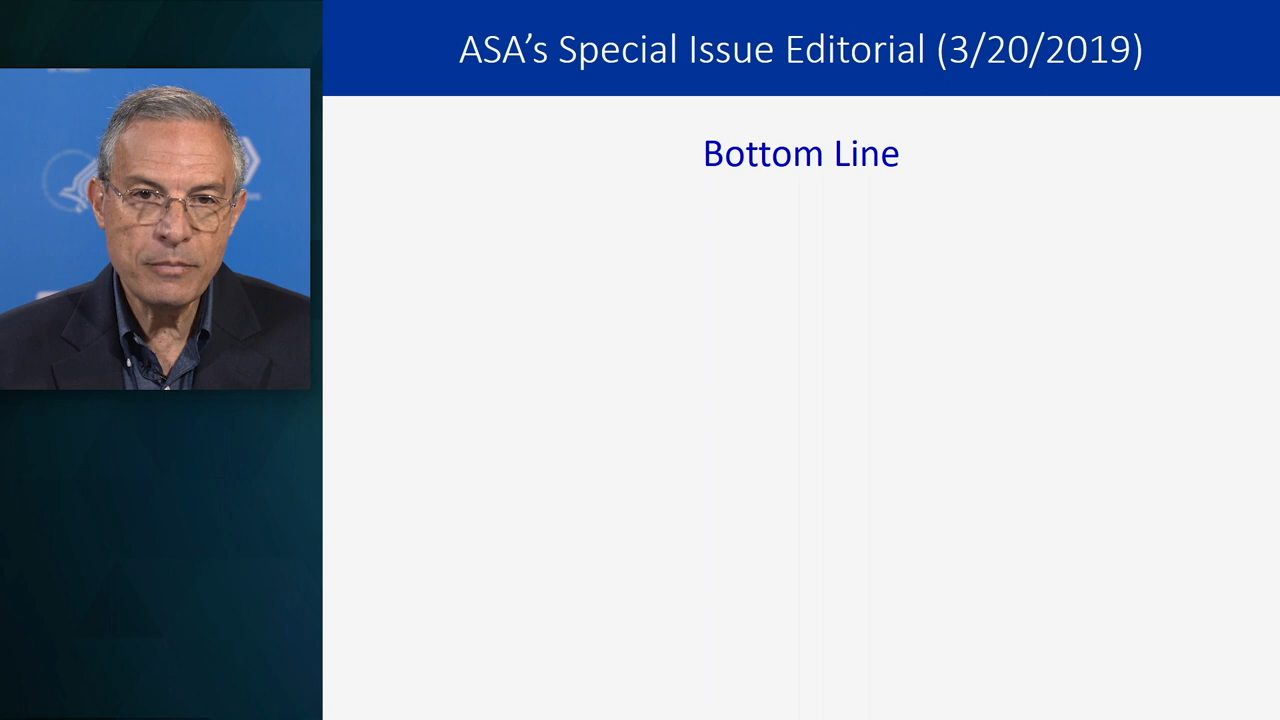 ASA’s Special Issue Editorial (3/20/2019)
Bottom Line